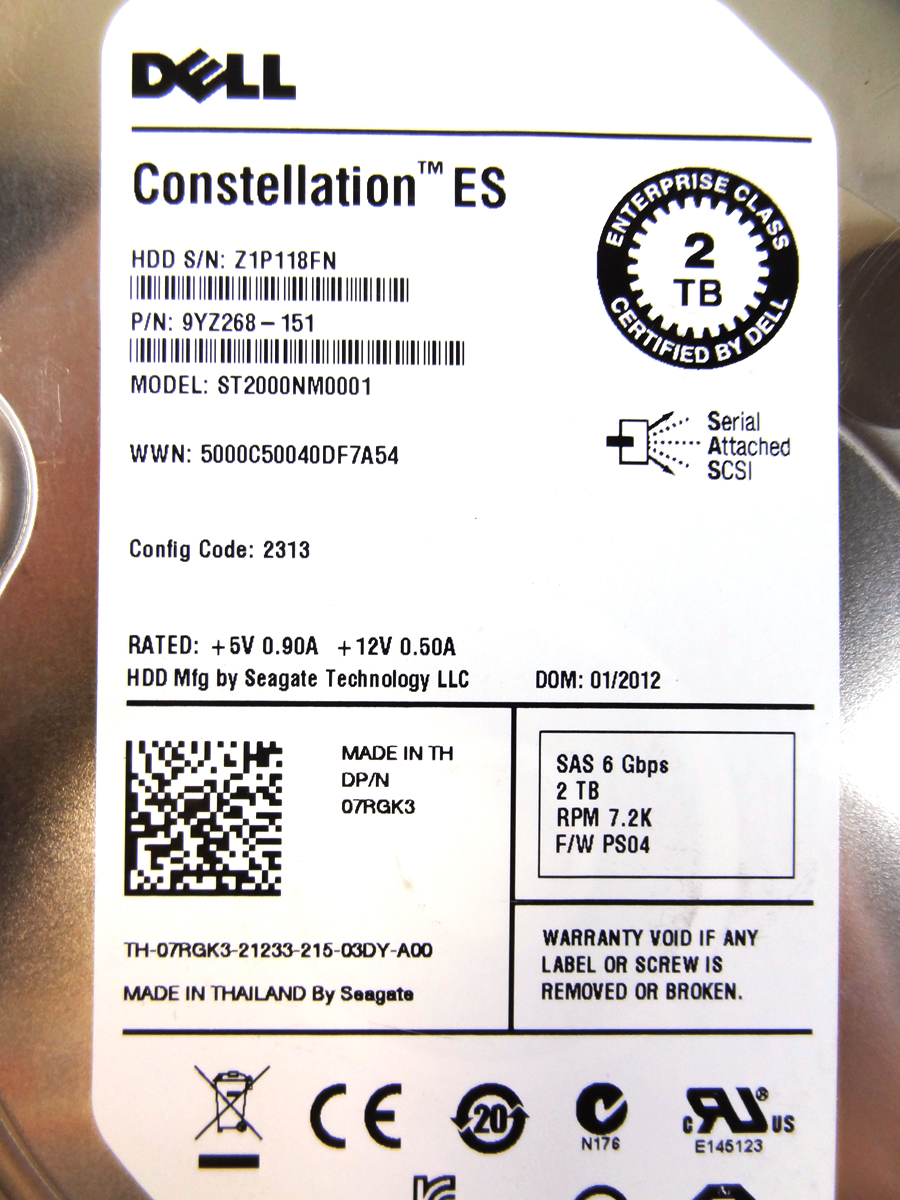 DELL
Constellation™ ES
ENTERPRISE CLASS
2
TB
CERTIFIED BY DELL
HDD S/N: Z1P118FN
P/N: 9YZ268-151
MODEL: ST2000NM0001
Serial
Attached
SCSI
WWN: 5000C50040DF7A54
Config Code: 2313
RATED: +5V 0.90A +12V 0.50A
HDD Mfg by Seagate Technology LLC DOM: 01/2012
MADE IN TH
DP/N
07RGK3
SAS 6 Gbps
2 TB
RPM 7.2K
F/W PS04
TH-07RGK3-21233-215-03DY-A00
MADE IN THAILAND By Seagate
WARRANTY VOID IF ANY
LABEL OR SCREW IS
REMOVED OR BROKEN.
7
CE
20
N176
c RU ® US
E145123